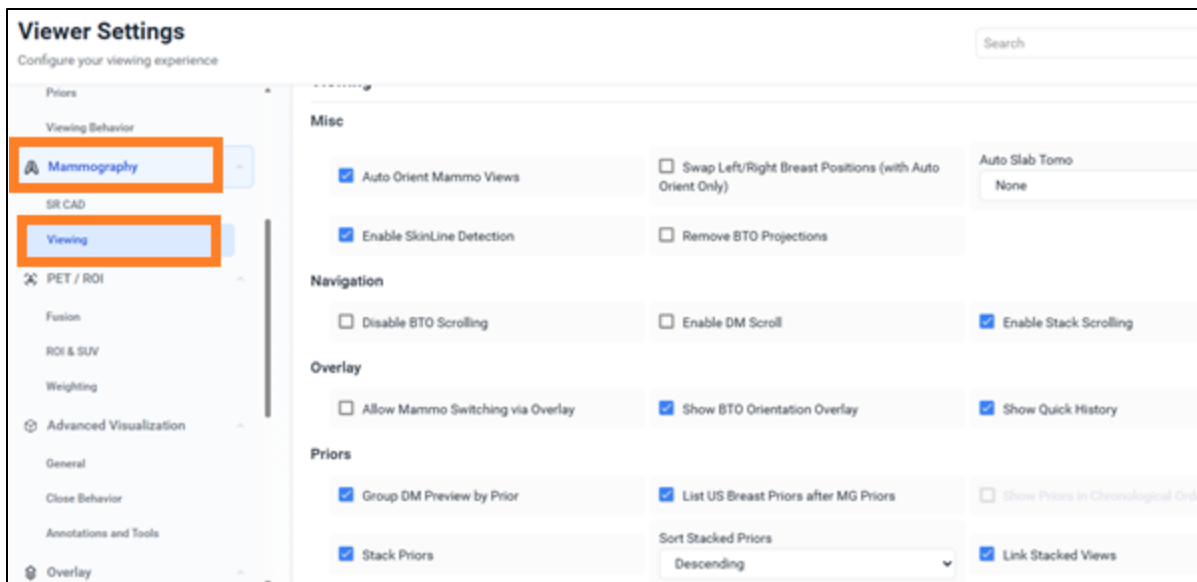 Viewer Settings
Configure your viewing experience
Search
Priors
Viewing Behavior
Mammography
SR CAD
Viewing
PET / ROI
Fusion
ROI & SUV
Weighting
Advanced Visualization
General
Close Behavior
Annotations and Tools
Overlay
Misc
Auto Orient Mammo Views
Swap Left/Right Breast Positions (with Auto
Orient Only)
Auto Slab Tomo
None
Enable SkinLine Detection
Remove BTO Projections
Navigation
Disable BTO Scrolling
Enable DM Scroll
Enable Stack Scrolling
Overlay
Allow Mammo Switching via Overlay
Show BTO Orientation Overlay
Show Quick History
Priors
Group DM Preview by Prior
List US Breast Priors after MG Priors
Show Priors in Chronological Ord
Stack Priors
Sort Stacked Priors
Descending
Link Stacked Views